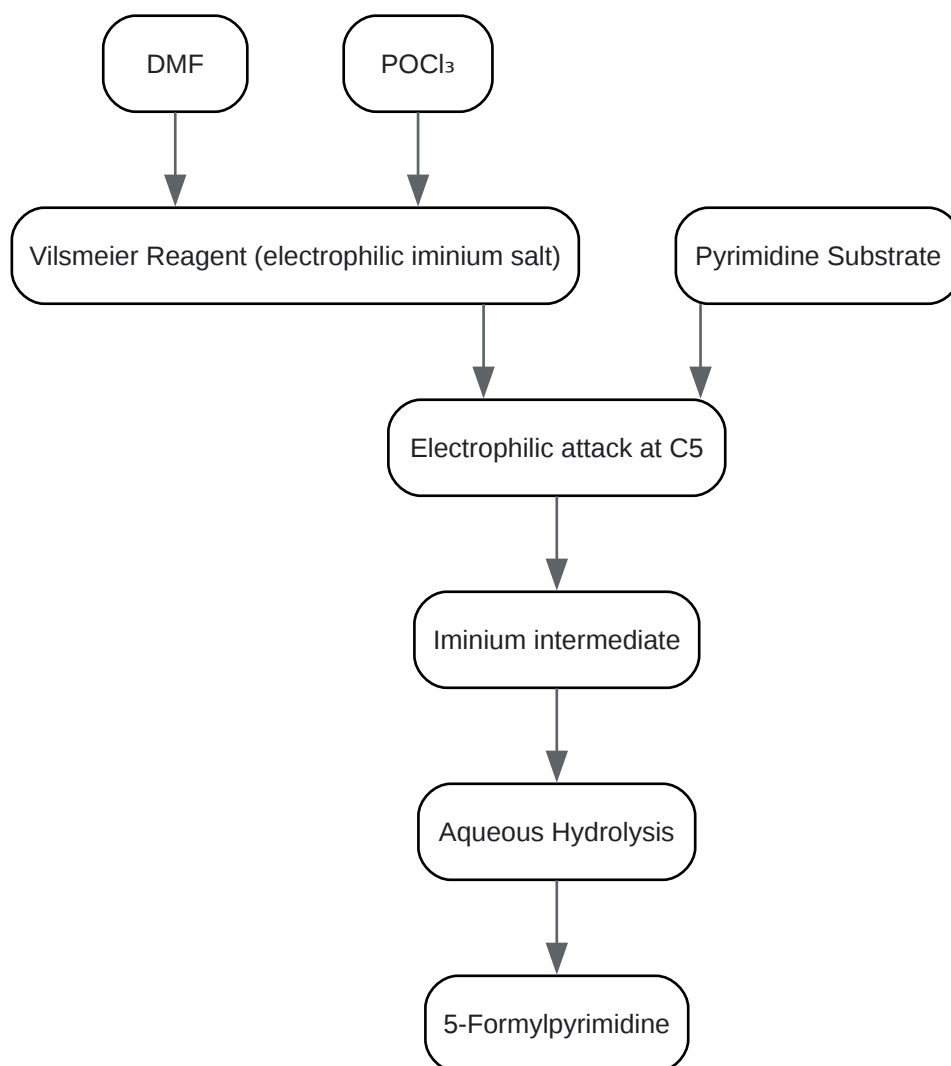 DMF
POCl₃
Vilsmeier Reagent (electrophilic iminium salt)
Pyrimidine Substrate
Electrophilic attack at C5
Iminium intermediate
Aqueous Hydrolysis
5-Formylpyrimidine